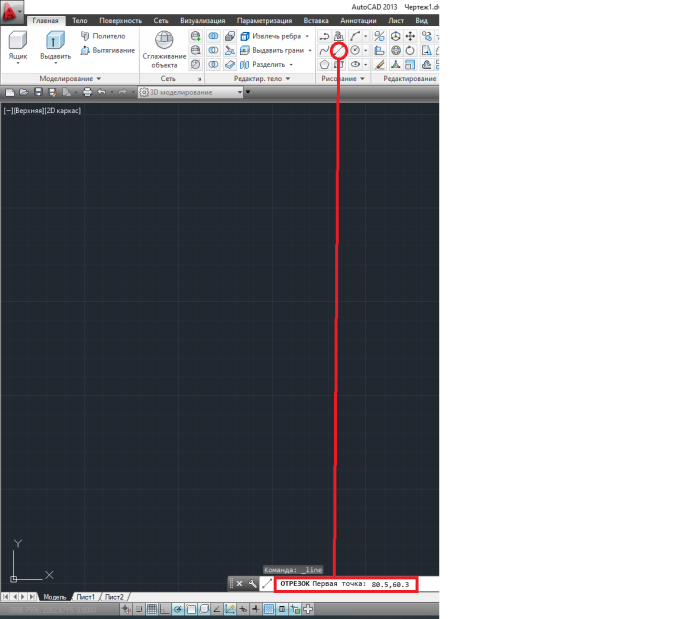 AutoCAD 2013 Чертеж1.d
Главная Тело Поверхность Сеть Визуализация Параметризация Вставка Аннотации Лист Вид
Политело
Вытягивание
Извлечь ребра
Выдавить грани
Разделить
Ящик Выдавить
Сглаживание
объекта
Моделирование Сеть Редактир. тело Рисование Редактирование
3D моделирование
[−][Верхняя][2D каркас]
Y
X
Команда: _line
ОТРЕЗОК Первая точка: 80.5,60.3
Модель Лист1 Лист2